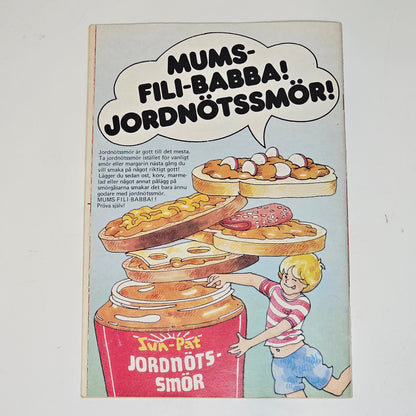 MUMS-
FILI-BABBA!
JORDNÖTSSMÖR!
Jordnötssmör är gott till det mesta.
Ta jordnötssmör istället för vanligt
smör eller margarin nästa gång du
vill smaka på något riktigt gott!
Lägger du sedan ost, korv, marme-
lad eller något annat pålägg på
smörgåsarna smakar det bara ännu
godare med jordnötssmör.
MUMS-FILI-BABBA!!
Pröva själv!
Sun-Pat
JORDNÖTS-
SMÖR